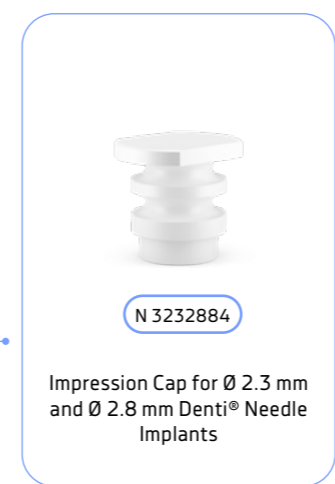 N 3232884
Impression Cap for Ø 2.3 mm
and Ø 2.8 mm Denti® Needle
Implants